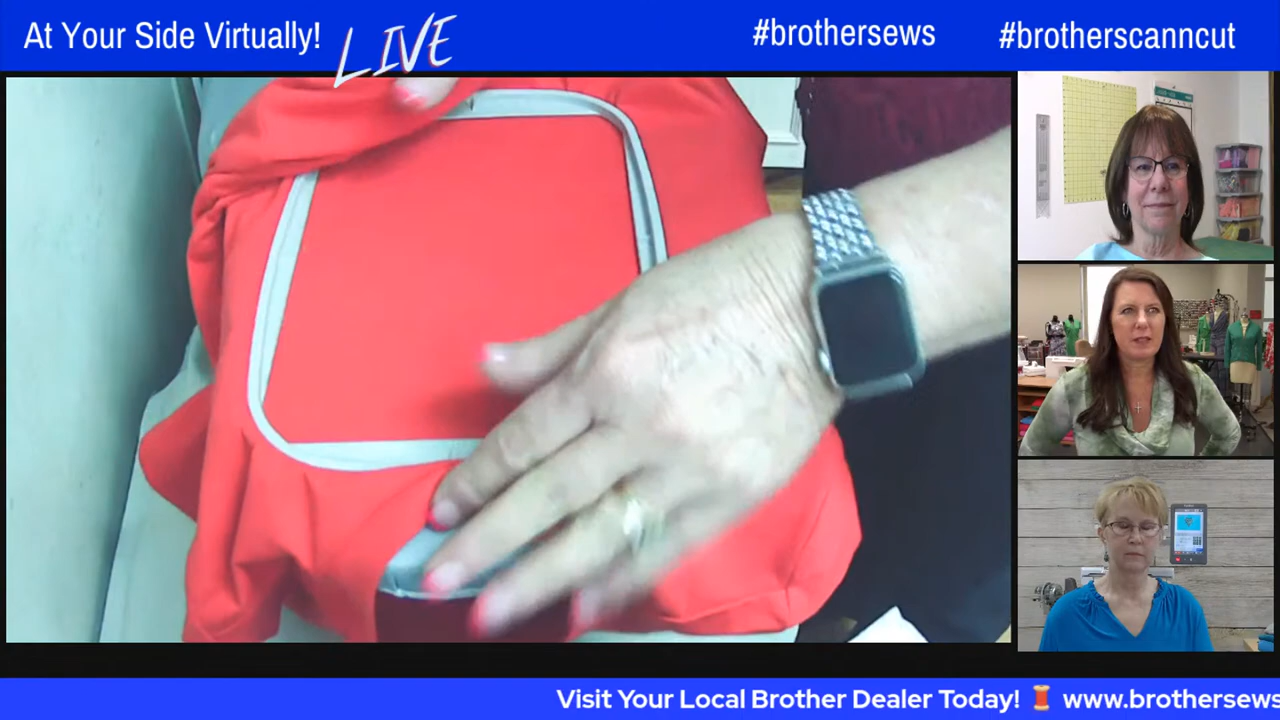 At Your Side Virtually! LIVE
#brothersews
#brotherscanncut
Visit Your Local Brother Dealer Today! 🧵 www.brothersews